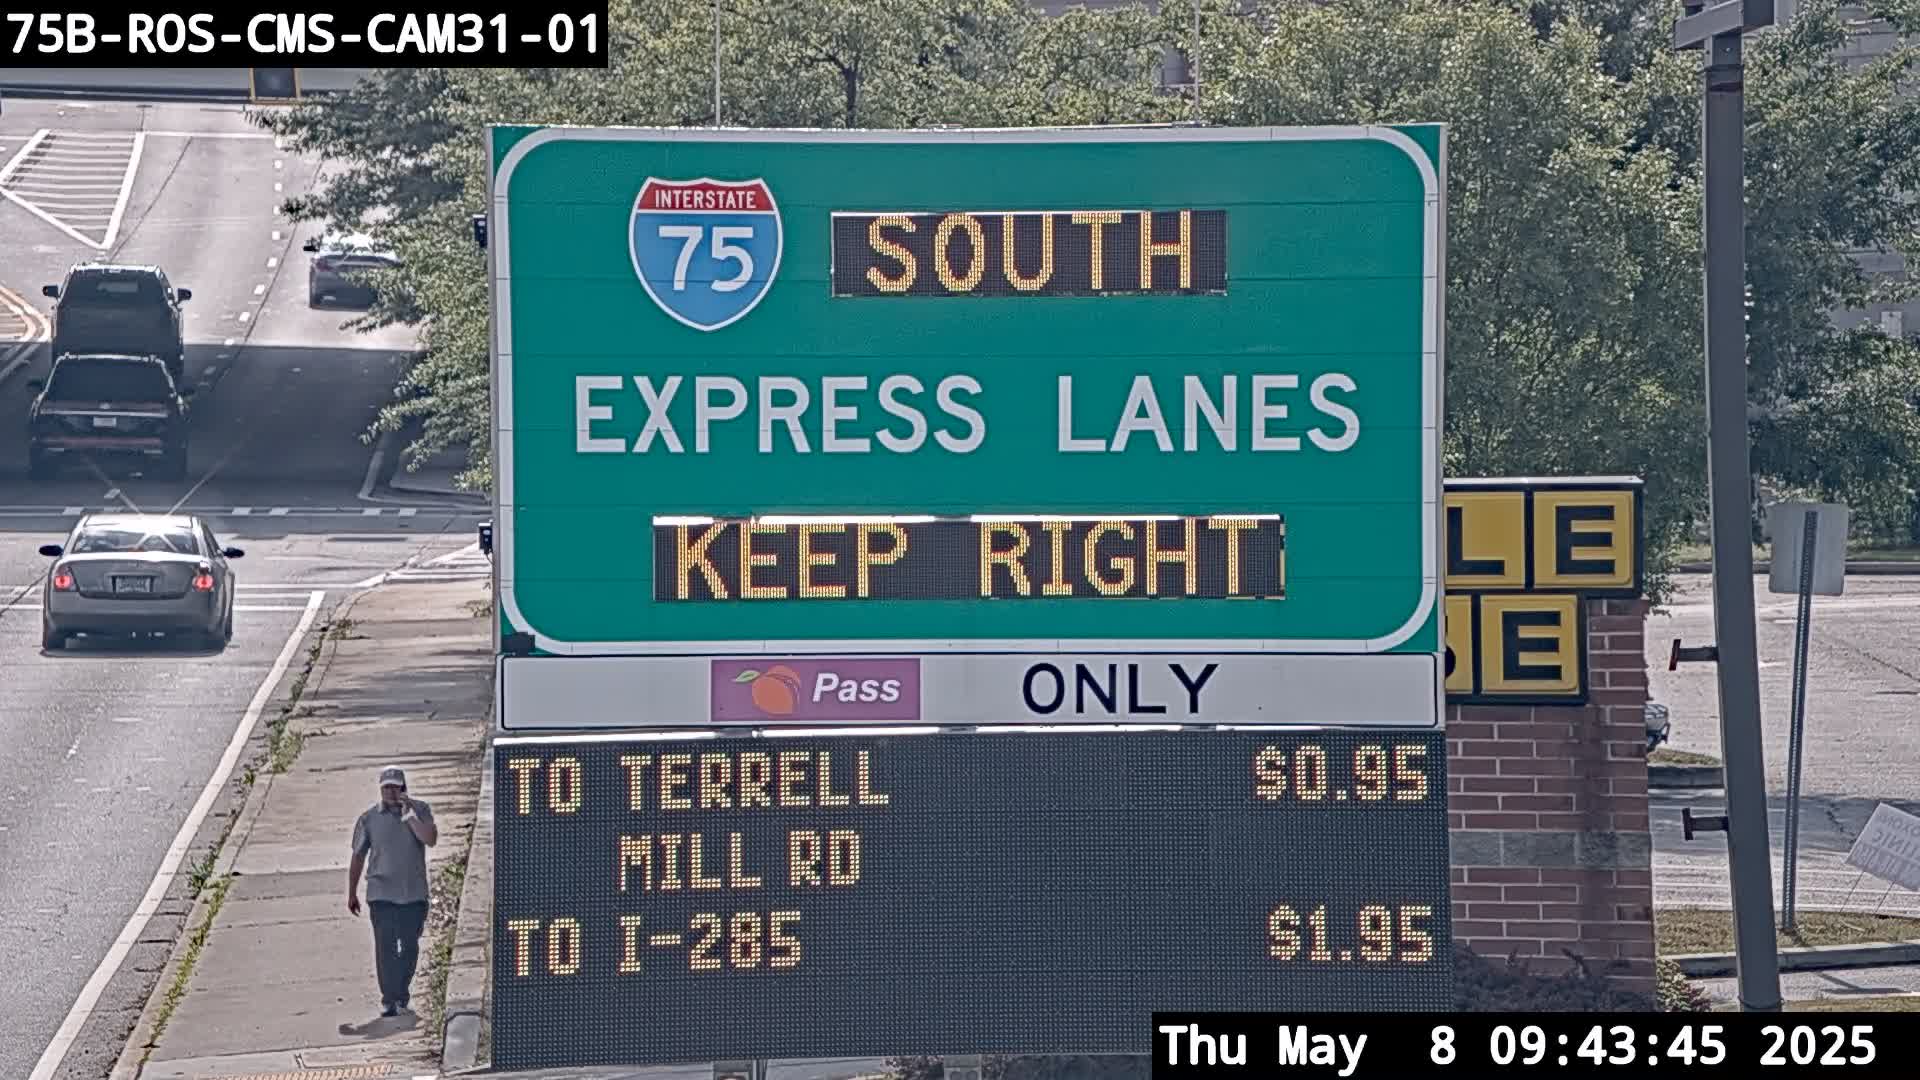 75B-ROS-CMS-CAM31-01
INTERSTATE
75
SOUTH
EXPRESS LANES
KEEP RIGHT
Pass ONLY
TO TERRELL $0.95
MILL RD
TO I-285 $1.95
LE
E
Thu May 8 09:43:45 2025